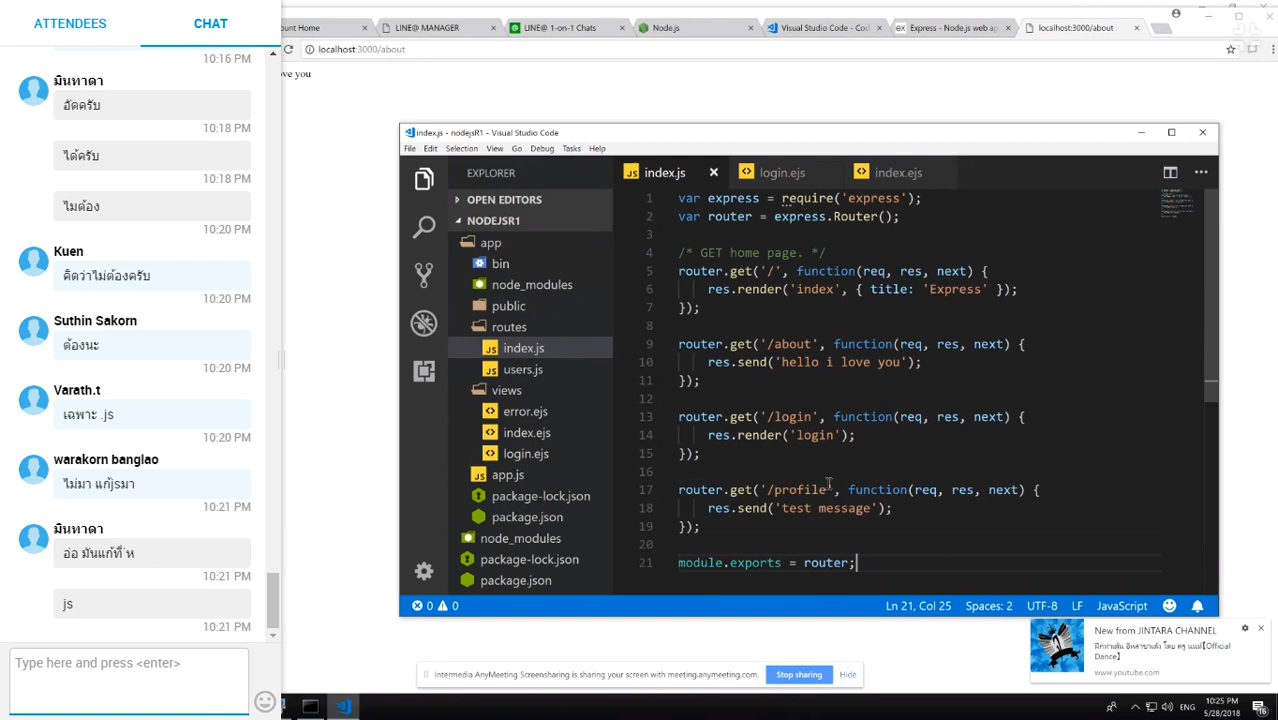 ATTENDEES
CHAT
10:16 PM
มินทาดา
อัดครับ
10:18 PM
ได้ครับ
10:18 PM
ไมต้อง
10:20 PM
Kuen
คิดว่าไม่ต้องครับ
10:20 PM
Suthin Sakorn
ต้องนะ
10:20 PM
Varath.t
เฉพาะ .js
10:20 PM
warakorn banglao
ไม่มา แก้jsมา
10:21 PM
มินทาดา
อ่อ มันแก้ที่ ห
10:21 PM
js
10:21 PM
Type here and press <enter>
ount Home
LINE@ MANAGER
LINE@ 1-on-1 Chats
Node.js
Visual Studio Code - Cod
Express - Node.js web ap
localhost:3000/about
localhost:3000/about
ove you
index.js - nodejsR1 - Visual Studio Code
File Edit Selection View Go Debug Tasks Help
EXPLORER
OPEN EDITORS
NODEJSR1
app
bin
node_modules
public
routes
index.js
users.js
views
error.ejs
index.ejs
login.ejs
app.js
package-lock.json
package.json
node_modules
package-lock.json
package.json
index.js
login.ejs
index.ejs
1 var express = require('express');
2 var router = express.Router();
3
4 /* GET home page. */
5 router.get('/', function(req, res, next) {
6 res.render('index', { title: 'Express' });
7 });
8
9 router.get('/about', function(req, res, next) {
10 res.send('hello i love you');
11 });
12
13 router.get('/login', function(req, res, next) {
14 res.render('login');
15 });
16
17 router.get('/profile', function(req, res, next) {
18 res.send('test message');
19 });
20
21 module.exports = router;
0 0 Ln 21, Col 25 Spaces: 2 UTF-8 LF JavaScript
New from JINTARA CHANNEL
Dance】
www.youtube.com
Intermedia AnyMeeting Screensharing is sharing your screen with meeting.anymeeting.com.
Stop sharing
Hide
ENG
10:25 PM
5/28/2018
16